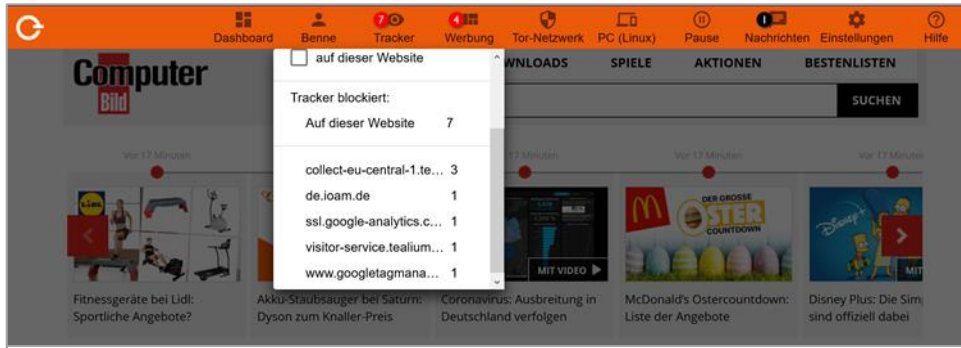 7
4
1
Dashboard Benne Tracker Werbung Tor-Netzwerk PC (Linux) Pause Nachrichten Einstellungen Hilfe
Computer
Bild
WNLOADS SPIELE AKTIONEN BESTENLISTEN
SUCHEN
auf dieser Website
Tracker blockiert:
Auf dieser Website 7
collect-eu-central-1.te... 3
de.ioam.de 1
ssl.google-analytics.c... 1
visitor-service.tealium... 1
www.googletagmana... 1
Vor 17 Minuten
17 Minuten
Vor 17 Minuten
Vor 17 Minuten
LIDL
MIT VIDEO
DER GROSSE
OSTER
COUNTDOWN
Disney+
MIT
Fitnessgeräte bei Lidl:
Sportliche Angebote?
Akku-Staubsauger bei Saturn:
Dyson zum Knaller-Preis
Coronavirus: Ausbreitung in
Deutschland verfolgen
McDonald's Ostercountdown:
Liste der Angebote
Disney Plus: Die Sim
sind offiziell dabei